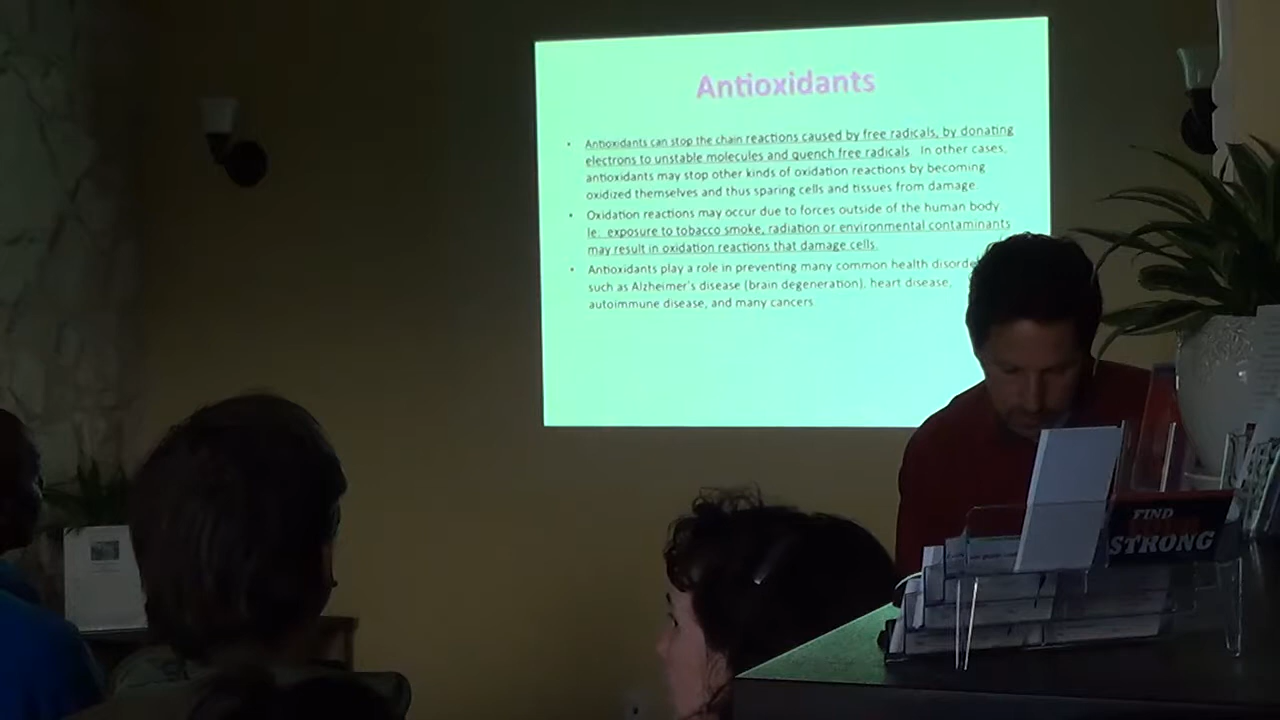 Antioxidants
• Antioxidants can stop the chain reactions caused by free radicals, by donating
electrons to unstable molecules and quench free radicals. In other cases,
antioxidants may stop other kinds of oxidation reactions by becoming
oxidized themselves and thus sparing cells and tissues from damage.
• Oxidation reactions may occur due to forces outside of the human body.
Ie: exposure to tobacco smoke, radiation or environmental contaminants
may result in oxidation reactions that damage cells.
• Antioxidants play a role in preventing many common health
such as Alzheimer's disease (brain degeneration), heart disease,
autoimmune disease, and many cancers
FIND
STRONG